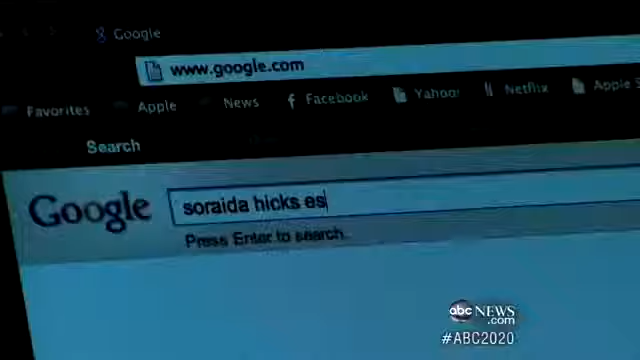 Google
www.google.com
Favorites Apple News Facebook Yahoo! Netflix Apple S
Search
Google soraida hicks es
Press Enter to search.
abc NEWS
.com
#ABC2020